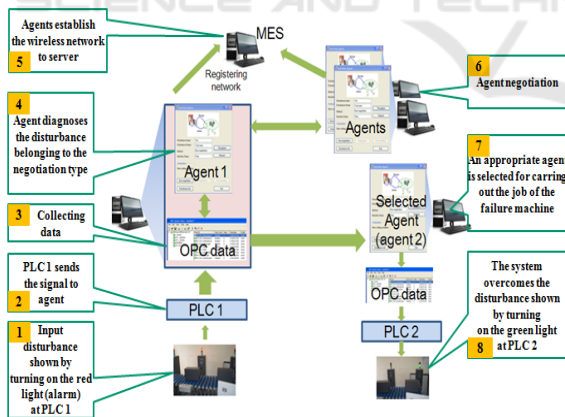 SCIENCE AND TECHN
Agents establish
the wireless network
to server
5
MES
Registering
network
6
Agent negotiation
4
Agent diagnoses
the disturbance
belonging to the
negotiation type
Agents
Agent 1
7
An appropriate agent
is selected for carring
out the job of the
failure machine
3
Collecting
data
OPC data
Selected
Agent
(agent 2)
PLC 1 sends
the signal to
agent
2
PLC 1
OPC data
The system
overcomes the
disturbance shown
by turning
on the green light
at PLC 2
8
1
Input
disturbance
shown by
turning on the red
light (alarm)
at PLC 1
PLC 2